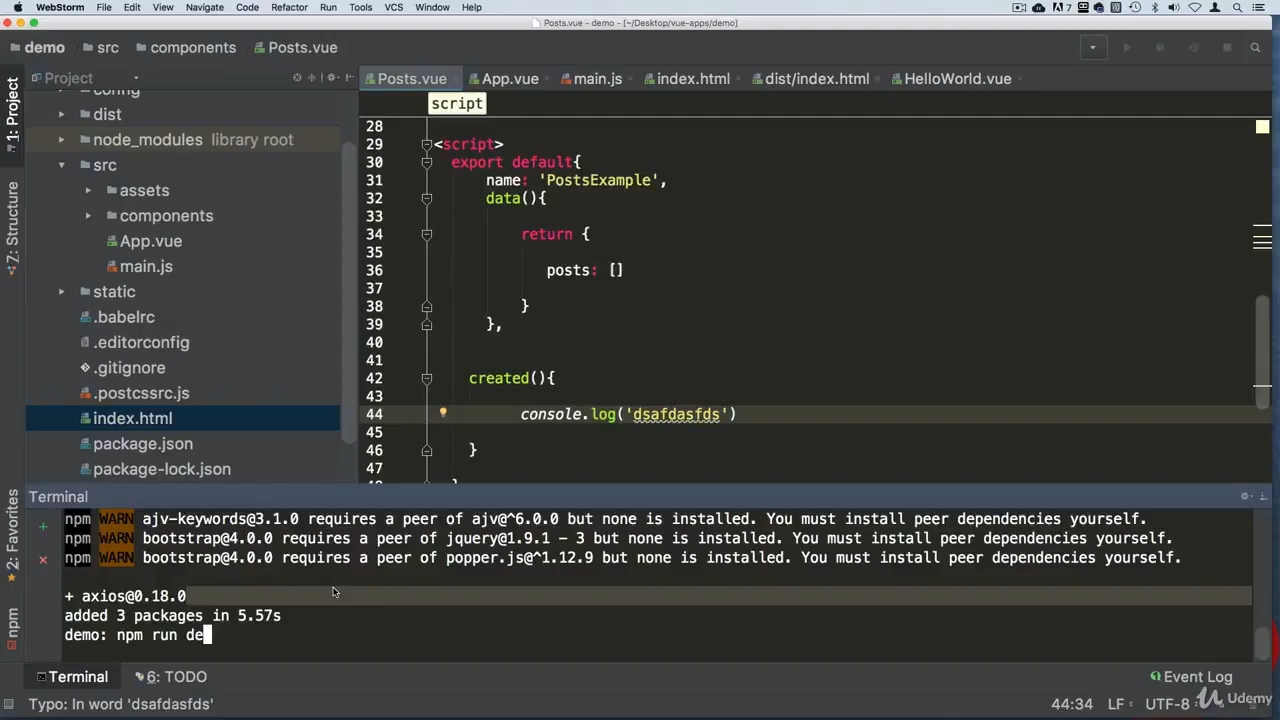 WebStorm File Edit View Navigate Code Refactor Run Tools VCS Window Help
Posts.vue - demo - [~/Desktop/vue-apps/demo]
demo src components Posts.vue
Project
Posts.vue App.vue main.js index.html dist/index.html HelloWorld.vue
script
1: Project
Z: Structure
2: Favorites
npm
config
dist
node_modules library root
src
assets
components
App.vue
main.js
static
.babelrc
.editorconfig
.gitignore
.postcssrc.js
index.html
package.json
package-lock.json
28
29 <script>
30 export default{
31 name: 'PostsExample',
32 data(){
33
34 return {
35
36 posts: []
37
38 }
39 },
40
41
42 created(){
43
44 console.log('dsafdasfds')
45
46 }
47
Terminal
npm WARN ajv-keywords@3.1.0 requires a peer of ajv@^6.0.0 but none is installed. You must install peer dependencies yourself.
npm WARN bootstrap@4.0.0 requires a peer of jquery@1.9.1 - 3 but none is installed. You must install peer dependencies yourself.
npm WARN bootstrap@4.0.0 requires a peer of popper.js@^1.12.9 but none is installed. You must install peer dependencies yourself.
+ axios@0.18.0
added 3 packages in 5.57s
demo: npm run de
Terminal 6: TODO Event Log
Typo: In word 'dsafdasfds' 44:34 LF UTF-8
Udemy